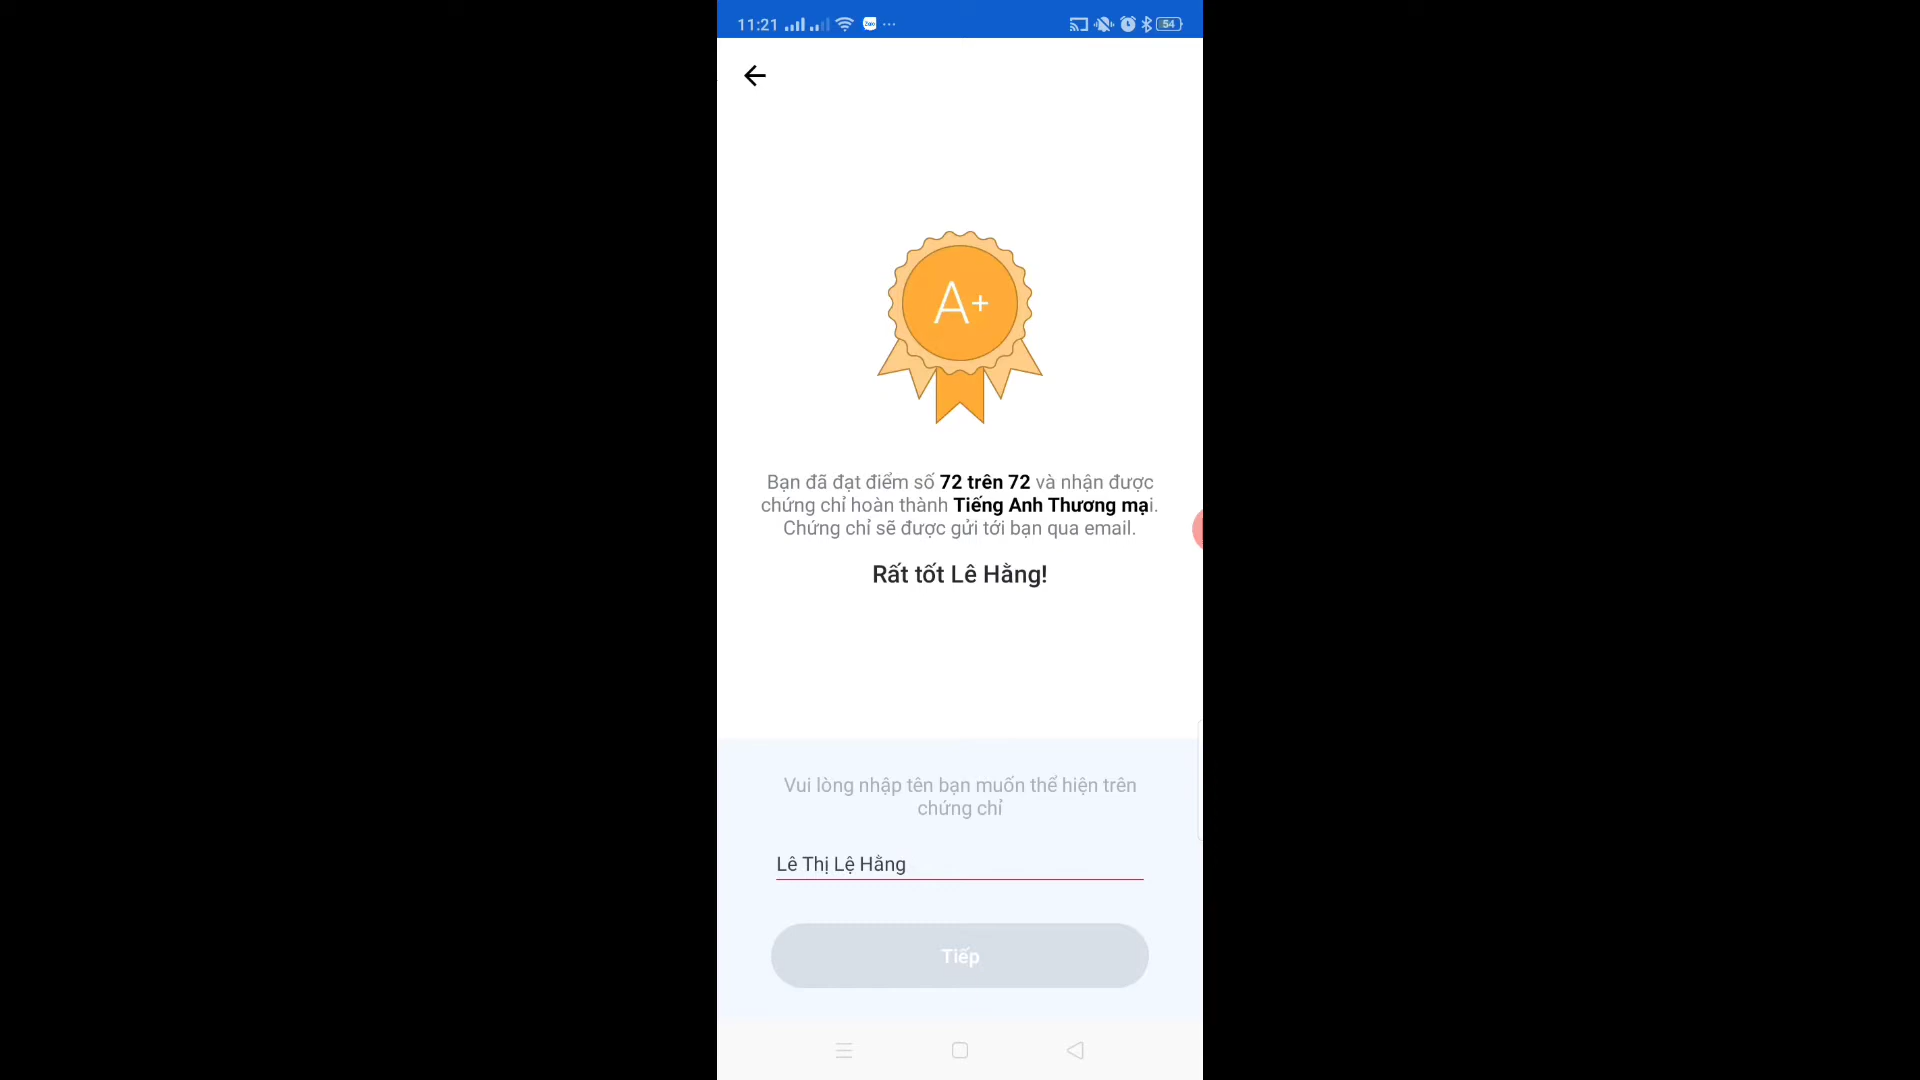 11:21
Zalo
54
A+
Bạn đã đạt điểm số 72 trên 72 và nhận được
chứng chỉ hoàn thành Tiếng Anh Thương mại.
Chứng chỉ sẽ được gửi tới bạn qua email.
Rất tốt Lê Hằng!
Vui lòng nhập tên bạn muốn thể hiện trên
chứng chỉ
Lê Thị Lệ Hằng
Tiếp